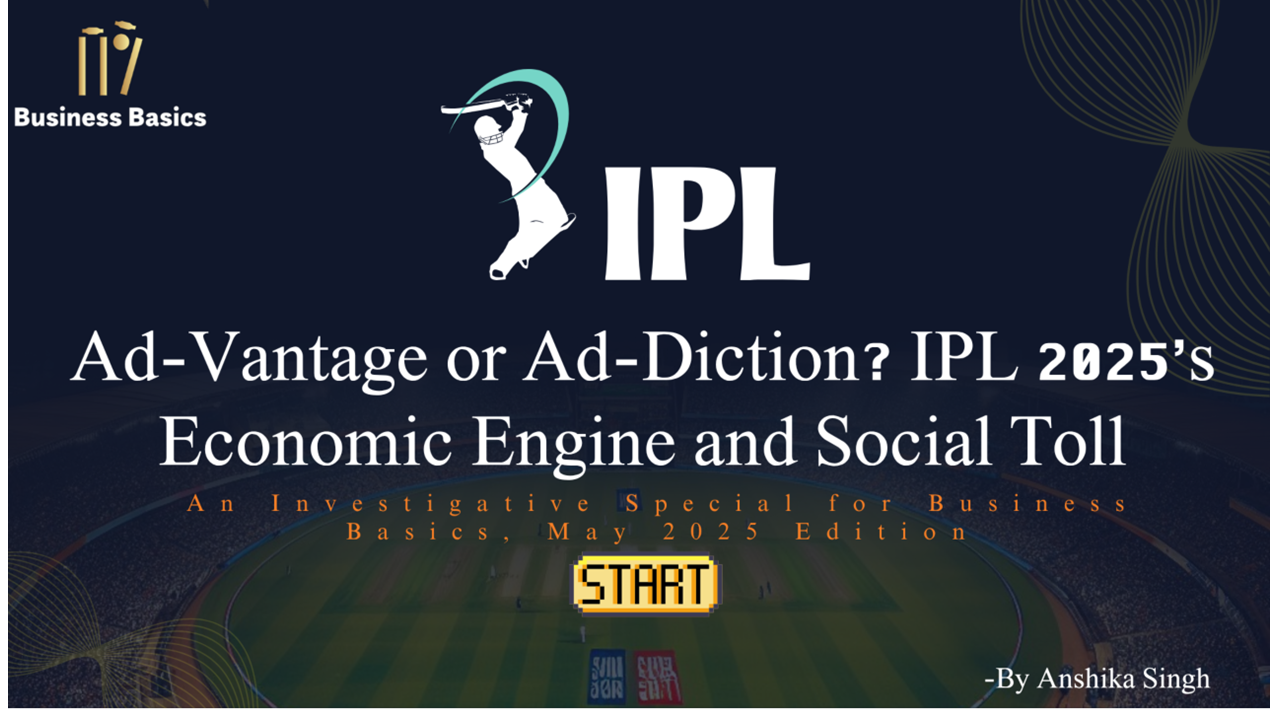 Business Basics
IPL
Ad-Vantage or Ad-Diction? IPL 2025's
Economic Engine and Social Toll
An Investigative Special for Business
Basics, May 2025 Edition
START
-By Anshika Singh